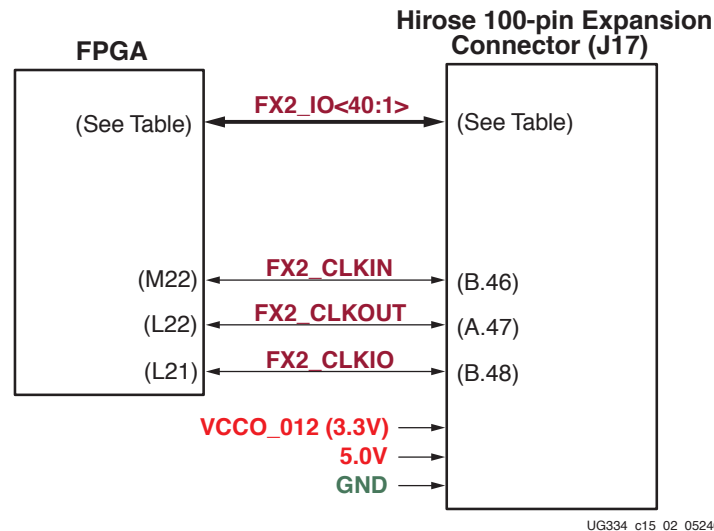 Hirose 100-pin Expansion
Connector (J17)
FPGA
(See Table)
FX2_IO<40:1>
(See Table)
(M22)
FX2_CLKIN
(B.46)
(L22)
FX2_CLKOUT
(A.47)
(L21)
FX2_CLKIO
(B.48)
VCCO_012 (3.3V)
5.0V
GND
UG334_c15_02_0524